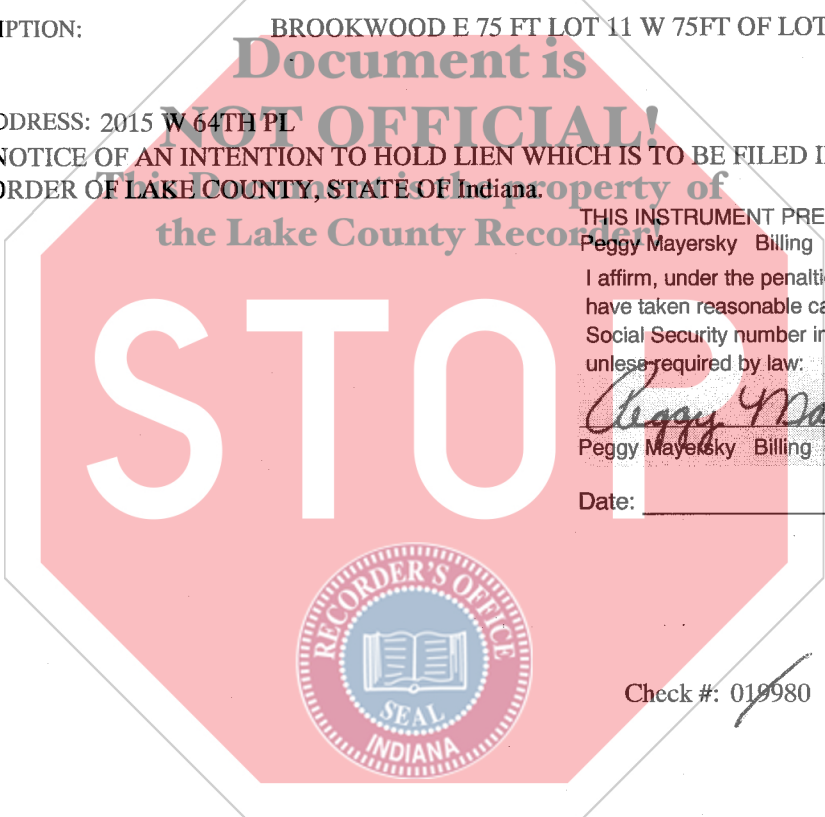 IPTION: BROOKWOOD E 75 FT LOT 11 W 75FT OF LOT
Document is
DDRESS: 2015 W 64TH PL
NOT OFFICIAL!
NOTICE OF AN INTENTION TO HOLD LIEN WHICH IS TO BE FILED I
ORDER OF LAKE COUNTY, STATE OF Indiana.
This Document is the property of
the Lake County Recorder!
THIS INSTRUMENT PRE
Peggy Mayersky Billing
I affirm, under the penalti
have taken reasonable ca
Social Security number i
unless required by law:
Peggy Ma
Peggy Mayersky Billing
Date:
STOP
RECORDER'S OFFICE
SEAL
INDIANA
Check #: 019980